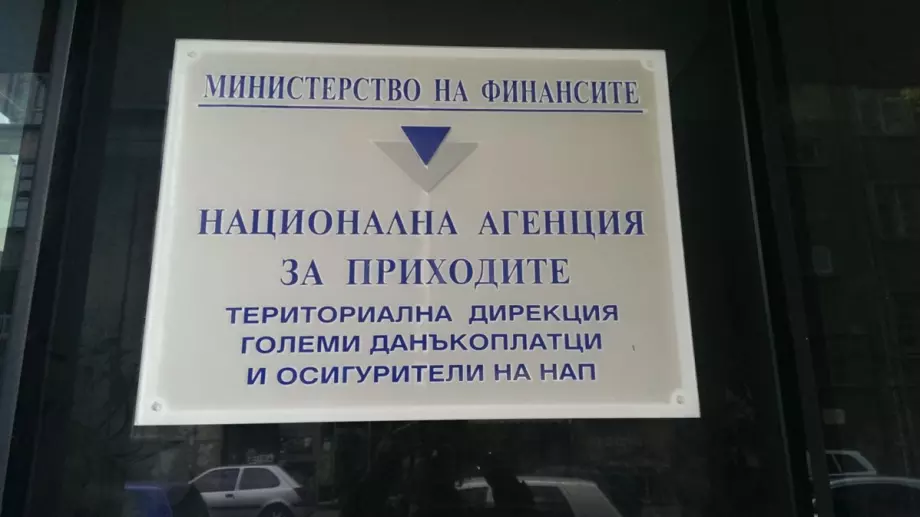 МИНИСТЕРСТВО НА ФИНАНСИТЕ
НАЦИОНАЛНА АГЕНЦИЯ
ЗА ПРИХОДИТЕ
ТЕРИТОРИАЛНА ДИРЕКЦИЯ
ГОЛЕМИ ДАНЪКОПЛАТЦИ
И ОСИГУРИТЕЛИ НА НАП